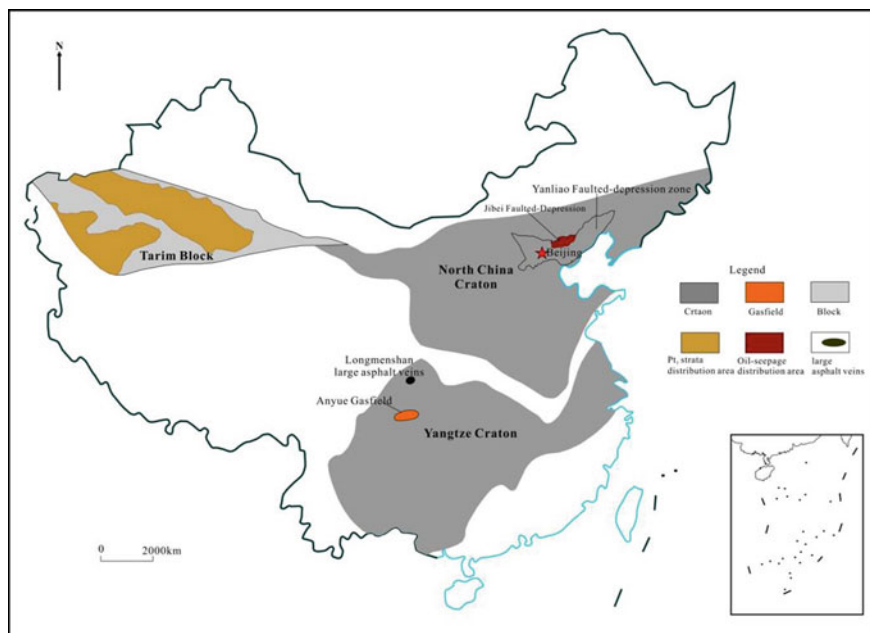 N
Yanliao Faulted-depression zone
Jibei Faulted-Depression
Beijing
Tarim Block
North China
Craton
Legend
Crtaon
Gasfield
Block
Pt, strata
distribution area
Oil-seepage
distribution area
large
asphalt veins
Longmenshan
large asphalt veins
Anyue Gasfield
Yangtze Craton
0
2000km